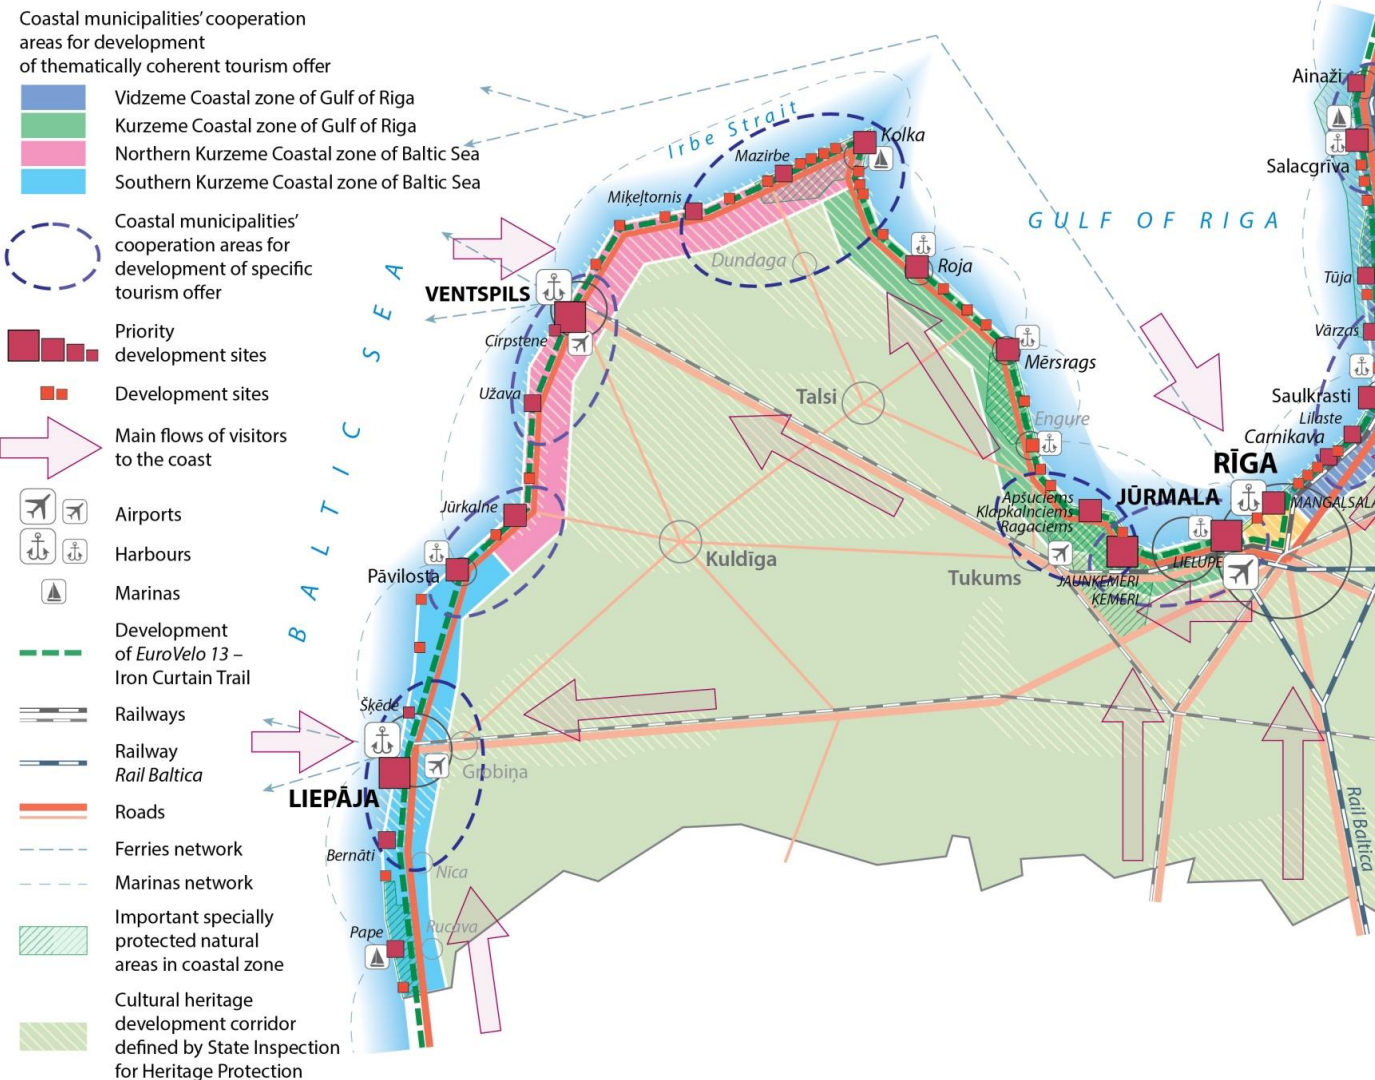 Coastal municipalities' cooperation
areas for development
of thematically coherent tourism offer
Vidzeme Coastal zone of Gulf of Riga
Kurzeme Coastal zone of Gulf of Riga
Northern Kurzeme Coastal zone of Baltic Sea
Southern Kurzeme Coastal zone of Baltic Sea
Coastal municipalities'
cooperation areas for
development of specific
tourism offer
Priority
development sites
Development sites
Main flows of visitors
to the coast
Airports
Harbours
Marinas
Development
of EuroVelo 13 –
Iron Curtain Trail
Railways
Railway
Rail Baltica
Roads
Ferries network
Marinas network
Important specially
protected natural
areas in coastal zone
Cultural heritage
development corridor
defined by State Inspection
for Heritage Protection
BALTIC SEA
Irbe Strait
GULF OF RIGA
Kolka
Mazirbe
Miķeļtornis
Dundaga
Roja
VENTSPILS
Cirpstene
Užava
Mērsrags
Talsi
Engure
Jūrkalne
Pāvilosta
Kuldīga
Tukums
Apšuciems
Klapkalnciems
Ragaciems
JŪRMALA
JAUNĶEMERI
ĶEMERI
LIELUPE
RĪGA
MANGAĻSALA
Carnikava
Lilaste
Saulkrasti
Vārzas
Tūja
Salacgrīva
Ainaži
Šķēde
Grobiņa
LIEPĀJA
Bernāti
Nīca
Rucava
Pape
Rail Baltica